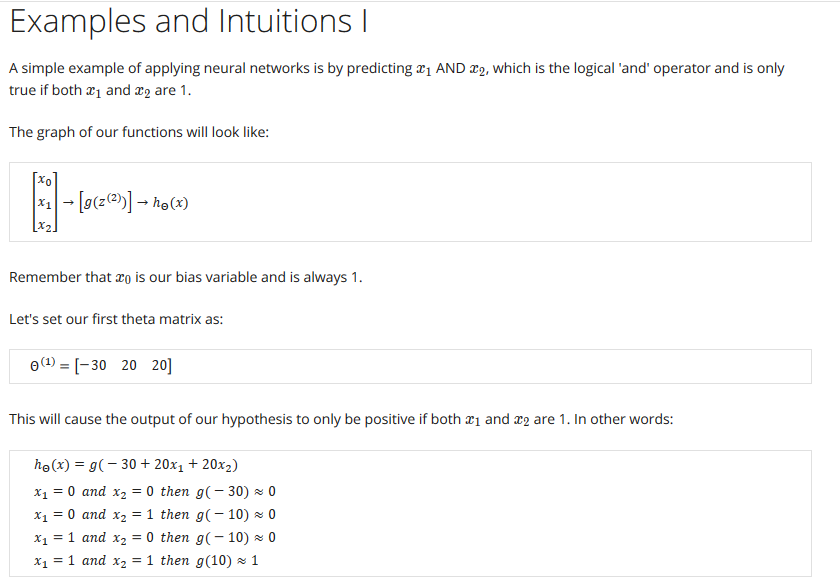 Examples and Intuitions I
A simple example of applying neural networks is by predicting x₁ AND x₂, which is the logical 'and' operator and is only
true if both x₁ and x₂ are 1.
The graph of our functions will look like:
[x₀
x₁
x₂] → [g(z⁽²⁾)] → hΘ(x)
Remember that x₀ is our bias variable and is always 1.
Let's set our first theta matrix as:
Θ⁽¹⁾ = [−30 20 20]
This will cause the output of our hypothesis to only be positive if both x₁ and x₂ are 1. In other words:
hΘ(x) = g(− 30 + 20x₁ + 20x₂)
x₁ = 0 and x₂ = 0 then g(− 30) ≈ 0
x₁ = 0 and x₂ = 1 then g(− 10) ≈ 0
x₁ = 1 and x₂ = 0 then g(− 10) ≈ 0
x₁ = 1 and x₂ = 1 then g(10) ≈ 1